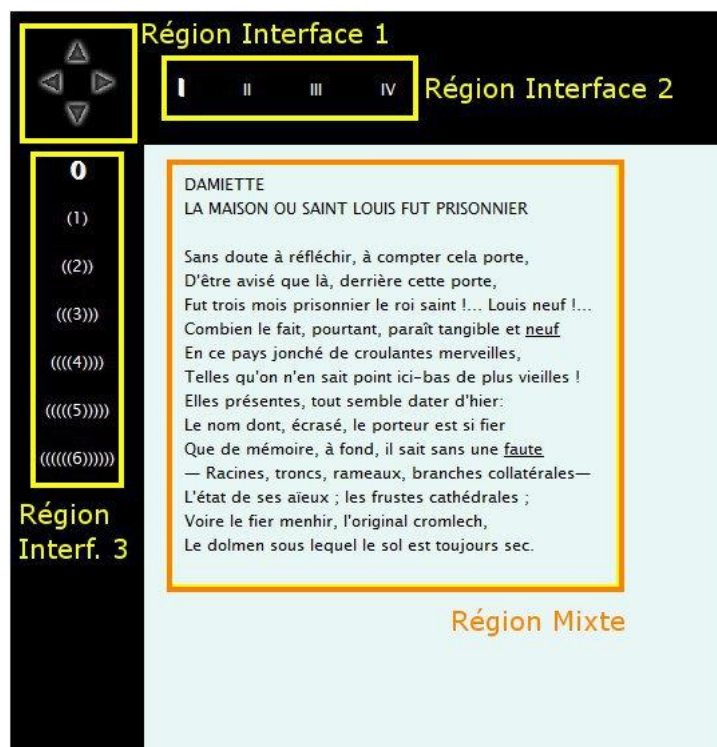 Région Interface 1
I II III IV
Région Interface 2
0
(1)
((2))
(((3)))
((((4))))
(((((5)))))
((((((6))))))
Région
Interf. 3
DAMIETTE
LA MAISON OU SAINT LOUIS FUT PRISONNIER
Sans doute à réfléchir, à compter cela porte,
D'être avisé que là, derrière cette porte,
Fut trois mois prisonnier le roi saint !... Louis neuf !...
Combien le fait, pourtant, paraît tangible et neuf
En ce pays jonché de croulantes merveilles,
Telles qu'on n'en sait point ici-bas de plus vieilles !
Elles présentes, tout semble dater d'hier:
Le nom dont, écrasé, le porteur est si fier
Que de mémoire, à fond, il sait sans une faute
— Racines, troncs, rameaux, branches collatérales—
L'état de ses aïeux ; les frustes cathédrales ;
Voire le fier menhir, l'original cromlech,
Le dolmen sous lequel le sol est toujours sec.
Région Mixte